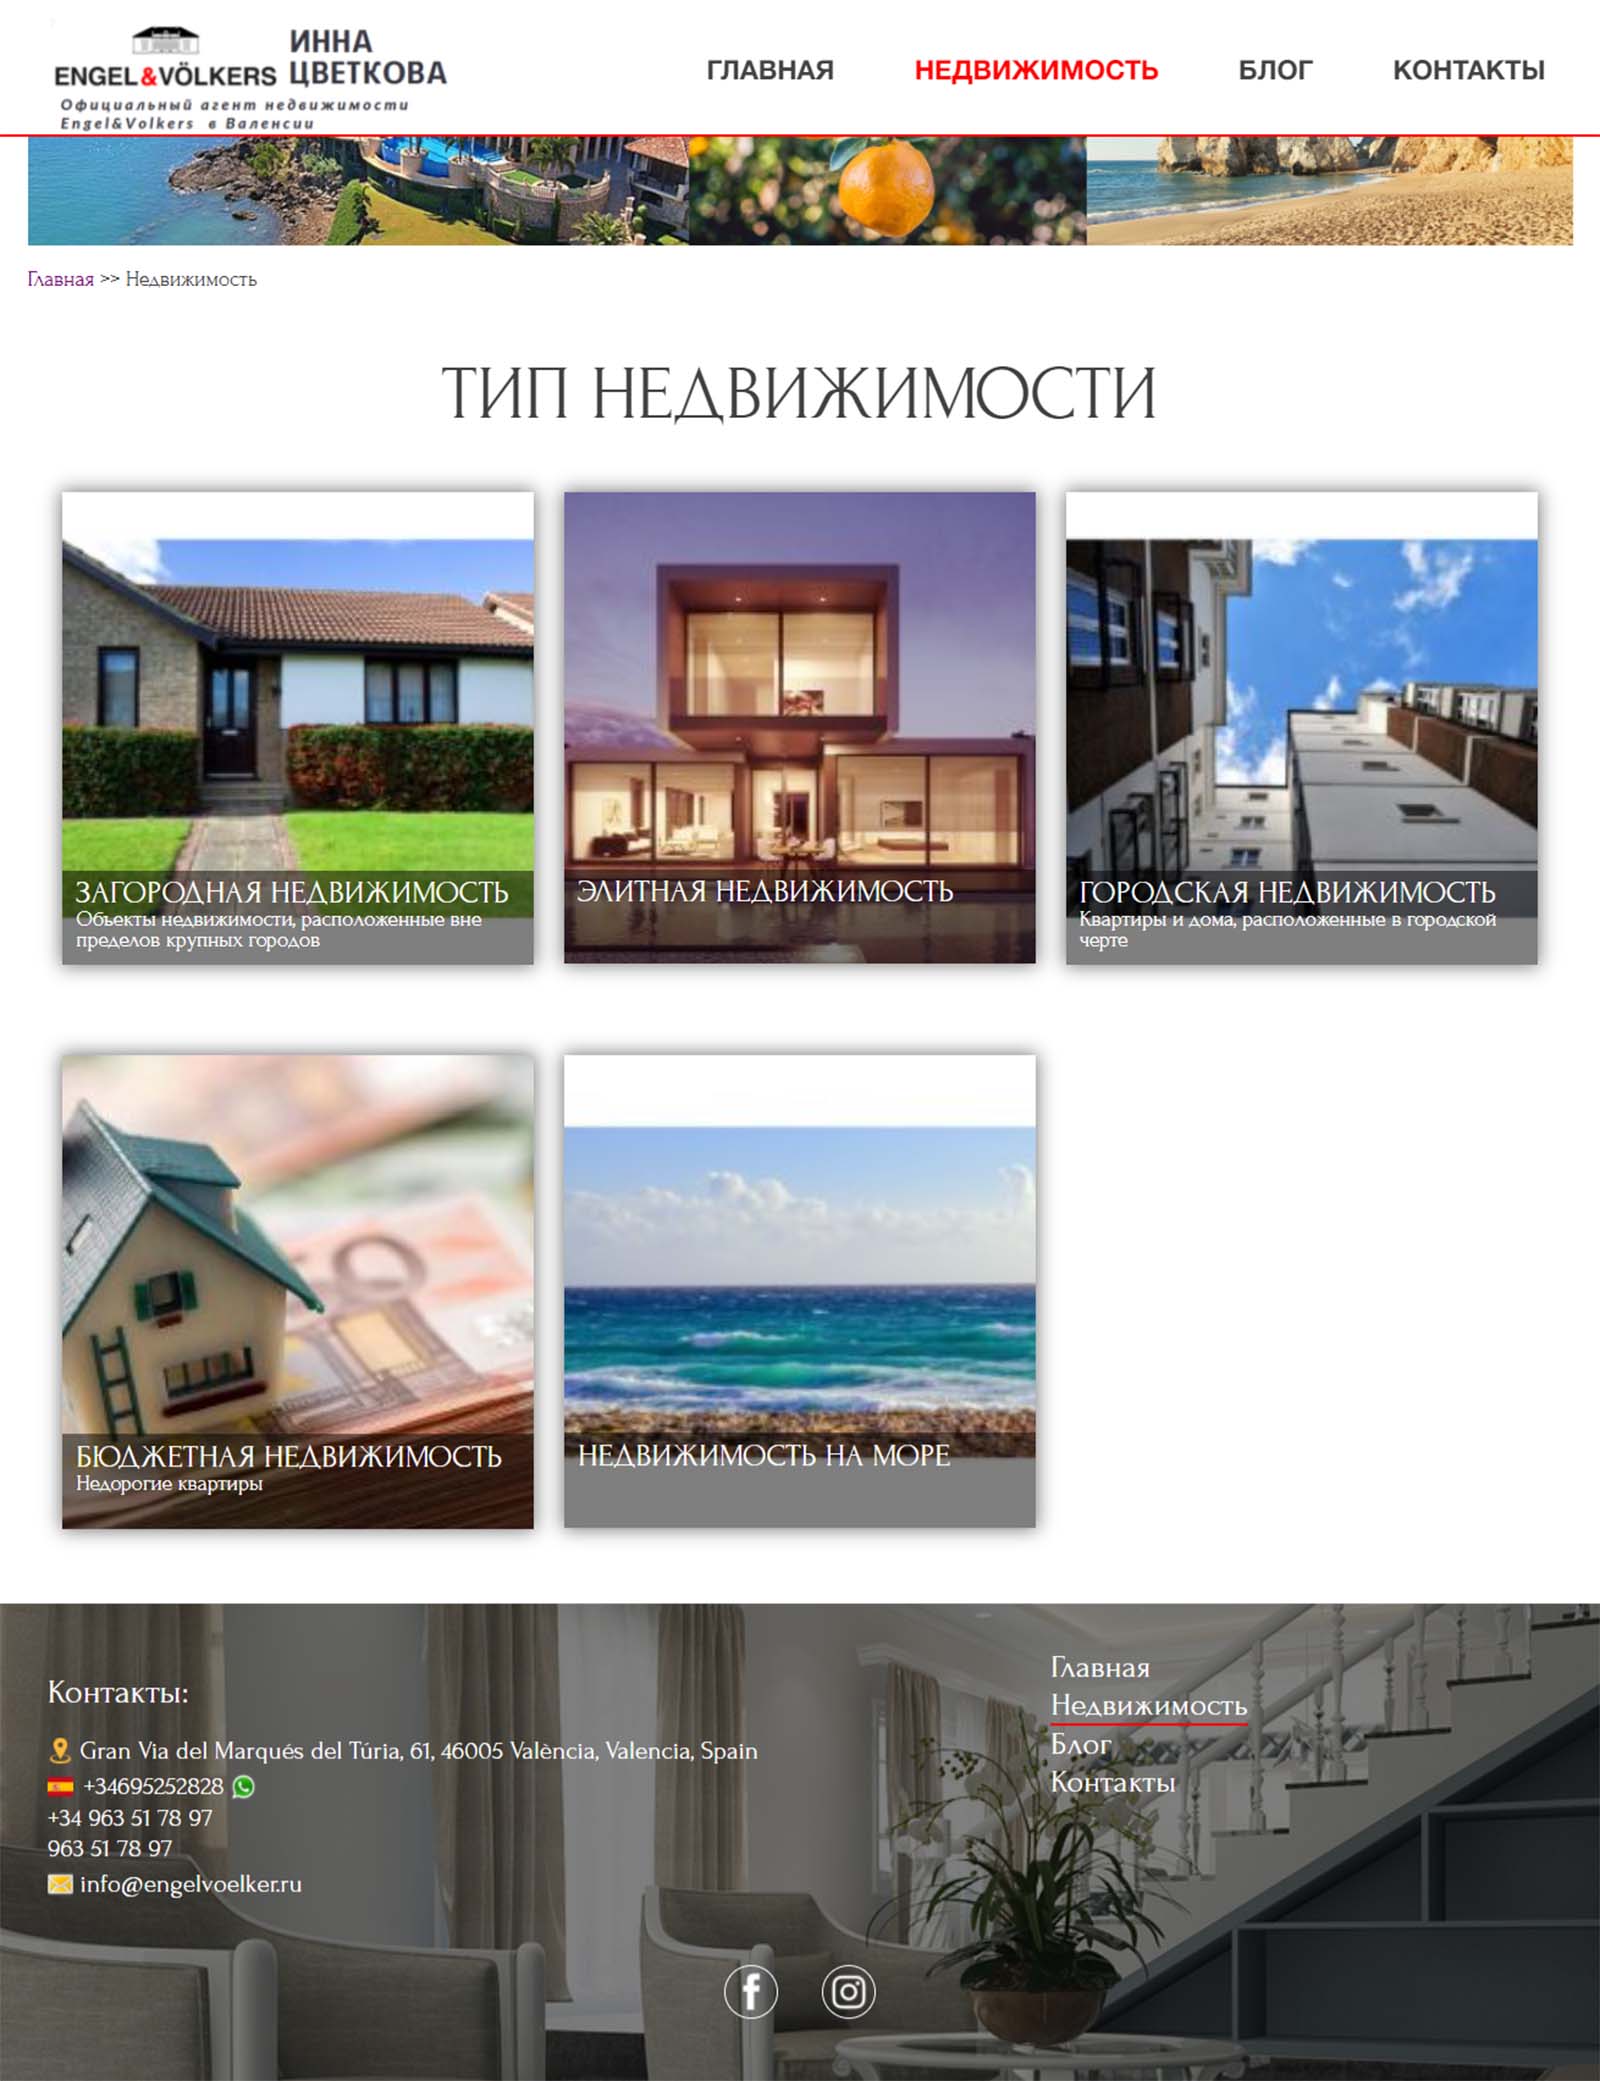 ENGEL&VÖLKERS
ИННА
ЦВЕТКОВА
Официальный агент недвижимости
Engel&Volkers в Валенсии
ГЛАВНАЯ
НЕДВИЖИМОСТЬ
БЛОГ
КОНТАКТЫ
Главная >> Недвижимость
ТИП НЕДВИЖИМОСТИ
ЗАГОРОДНАЯ НЕДВИЖИМОСТЬ
Объекты недвижимости, расположенные вне
пределов крупных городов
ЭЛИТНАЯ НЕДВИЖИМОСТЬ
ГОРОДСКАЯ НЕДВИЖИМОСТЬ
Квартиры и дома, расположенные в городской
черте
БЮДЖЕТНАЯ НЕДВИЖИМОСТЬ
Недорогие квартиры
НЕДВИЖИМОСТЬ НА МОРЕ
Контакты:
Gran Via del Marqués del Túria, 61, 46005 València, Valencia, Spain
+34695252828
+34 963 51 78 97
963 51 78 97
info@engelvoelker.ru
Главная
Недвижимость
Блог
Контакты